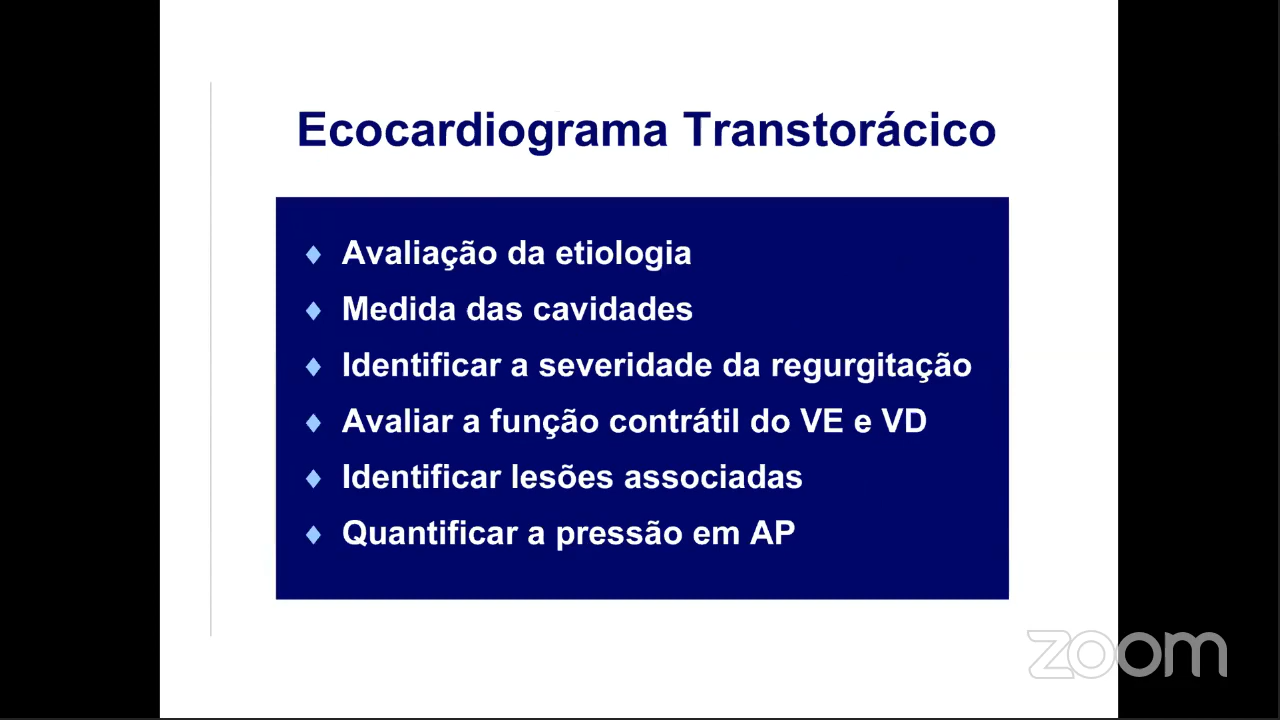 Ecocardiograma Transtorácico
Avaliação da etiologia
Medida das cavidades
Identificar a severidade da regurgitação
Avaliar a função contrátil do VE e VD
Identificar lesões associadas
Quantificar a pressão em AP
zoom